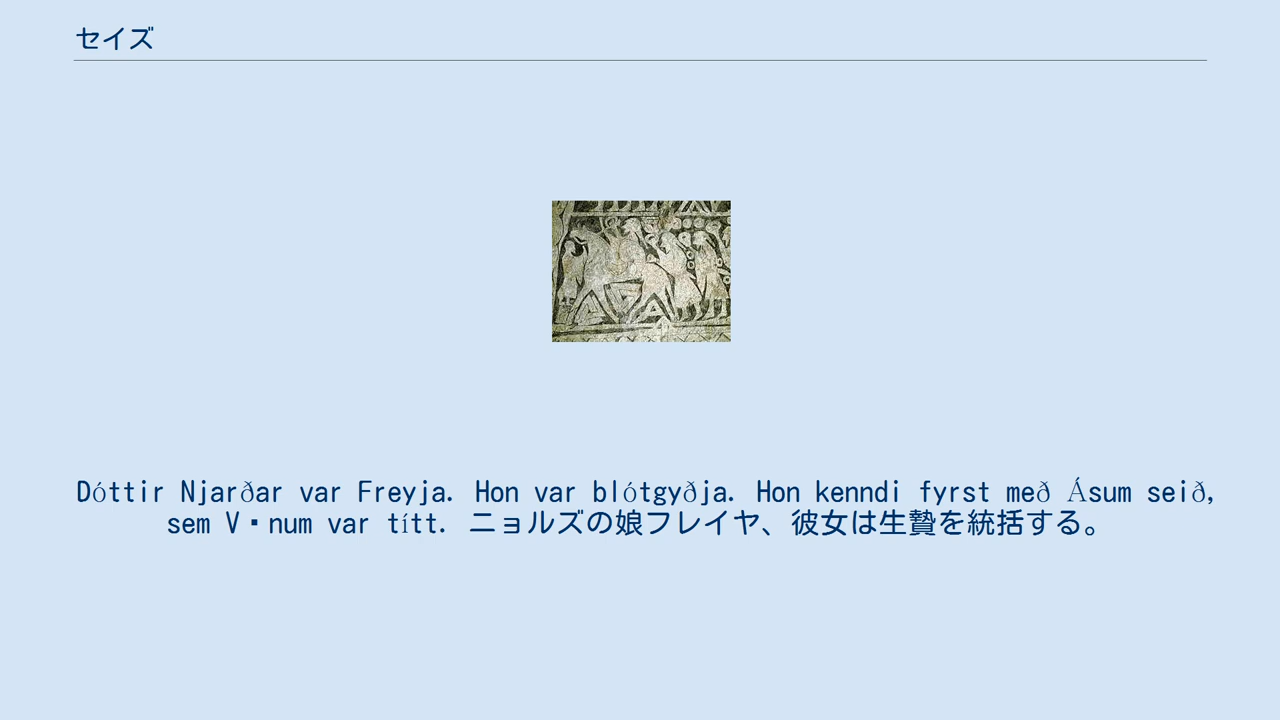 セイズ
Dóttir Njarðar var Freyja. Hon var blótgyðja. Hon kenndi fyrst með Ásum seið,
sem V▪num var títt. ニョルズの娘フレイヤ、彼女は生贄を統括する。